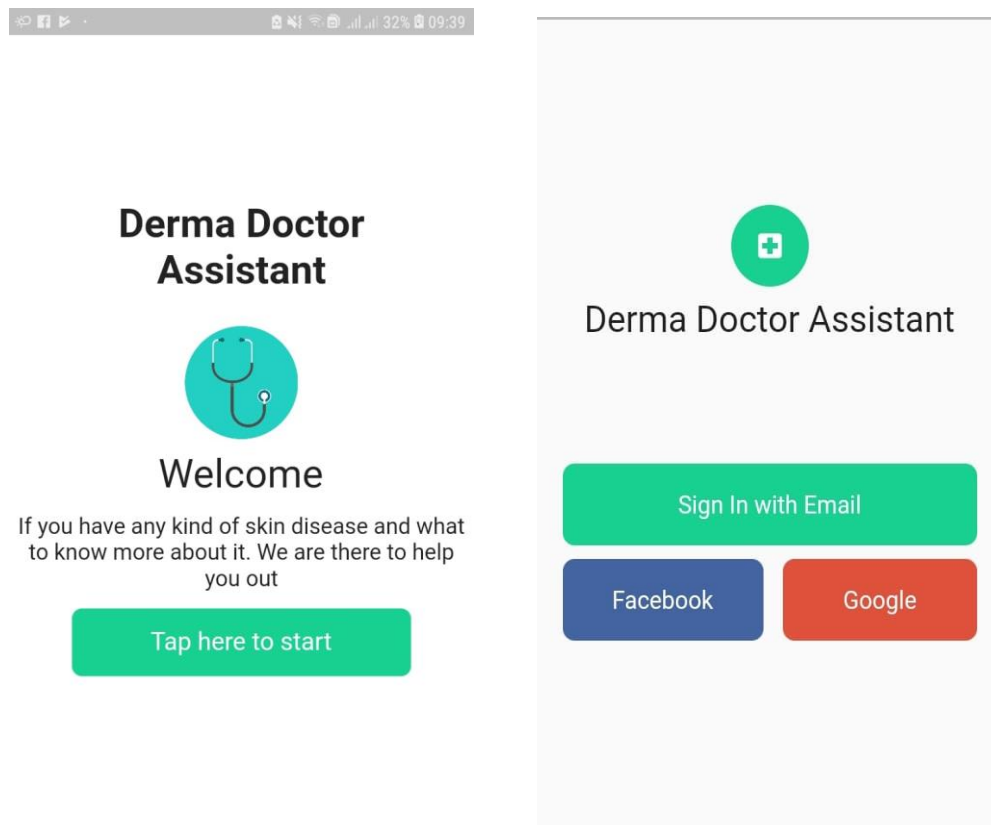 32% 09:39
Derma Doctor
Assistant
Welcome
If you have any kind of skin disease and what
to know more about it. We are there to help
you out
Tap here to start
Derma Doctor Assistant
Sign In with Email
Facebook
Google